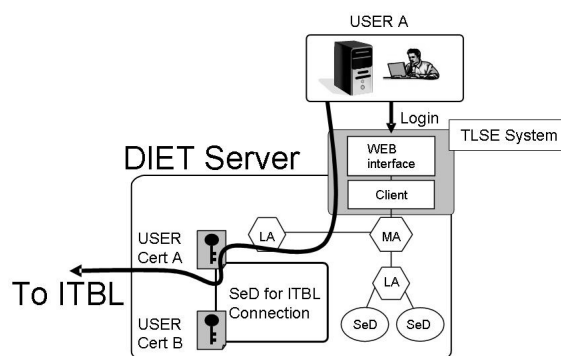 USER A
Login
TLSE System
WEB
interface
DIET Server
Client
USER
Cert A
LA
MA
To ITBL
SeD for ITBL
Connection
LA
USER
Cert B
SeD
SeD